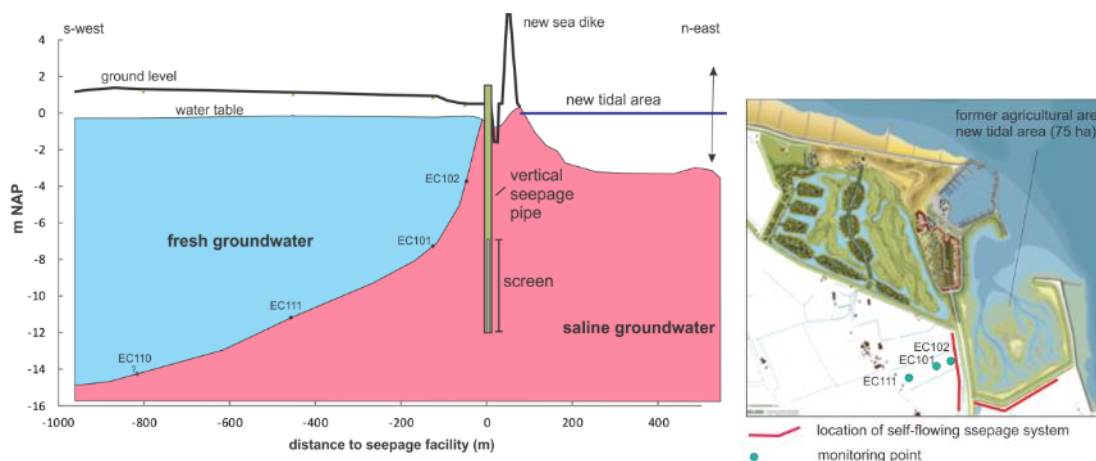 s-west
new sea dike
n-east
4
ground level
2
water table
new tidal area
0
-2
EC102
vertical
seepage
pipe
-4
m NAP
-6
fresh groundwater
EC101
-8
screen
-10
EC111
-12
saline groundwater
EC110
?
-14
-16
-1000
-800
-600
-400
-200
0
200
400
distance to seepage facility (m)
former agricultural are
new tidal area (75 ha)
EC102
EC101
EC111
location of self-flowing ssepage system
monitoring point